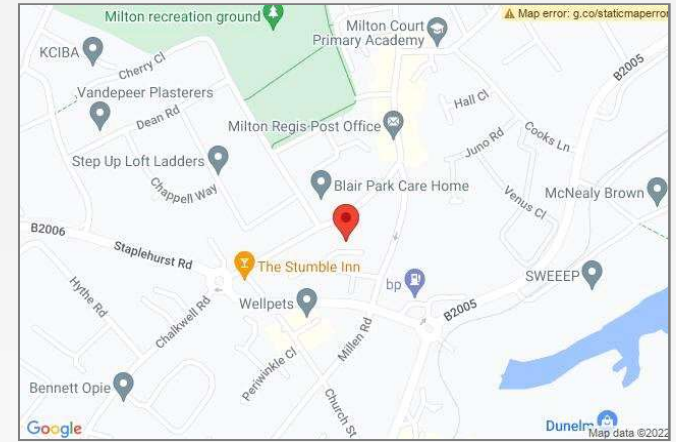 Milton recreation ground
Map error: g.co/staticmaperror
Milton Court
Primary Academy
KCIBA
Cherry Cl
B2005
Vandepeer Plasterers
Dean Rd
Hall Cl
Milton Regis Post Office
Cooks Ln
Juno Rd
Step Up Loft Ladders
Chappell Way
Blair Park Care Home
Venus Cl
McNealy Brown
B2006
Staplehurst Rd
The Stumble Inn
bp
SWEEEP
Hythe Rd
Chalkwell Rd
Wellpets
B2005
Millen Rd
Periwinkle Cl
Bennett Opie
Church St
Google
Dunelm
Map data ©2022